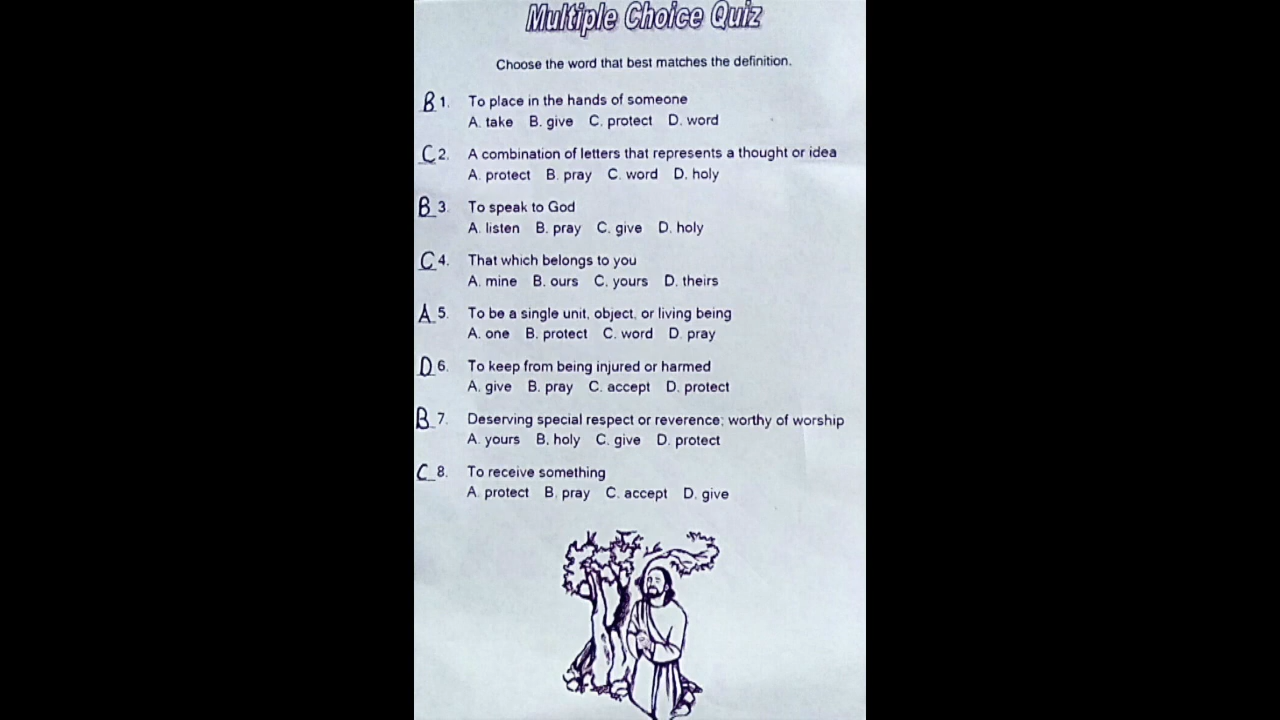 Multiple Choice Quiz
Choose the word that best matches the definition.
B 1. To place in the hands of someone
A. take B. give C. protect D. word
C 2. A combination of letters that represents a thought or idea
A. protect B. pray C. word D. holy
B 3. To speak to God
A. listen B. pray C. give D. holy
C 4. That which belongs to you
A. mine B. ours C. yours D. theirs
A 5. To be a single unit, object, or living being
A. one B. protect C. word D. pray
D 6. To keep from being injured or harmed
A. give B. pray C. accept D. protect
B 7. Deserving special respect or reverence; worthy of worship
A. yours B. holy C. give D. protect
C 8. To receive something
A. protect B. pray C. accept D. give